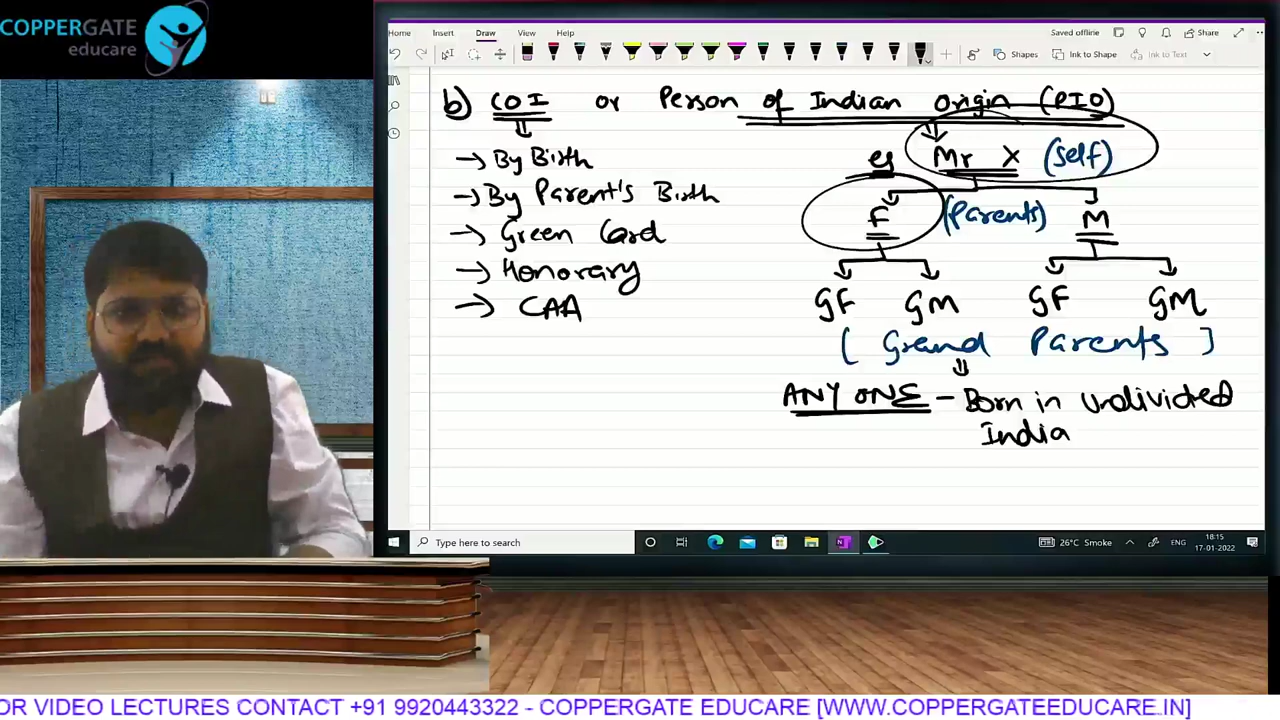 COPPERGATE
educare
Home Insert Draw View Help
Saved offline
Share
Shapes
Ink to Shape
Ink to Text
b) COI or Person of Indian origin (PIO)
→ By Birth
→ By Parent's Birth
→ Green Card
→ Honorary
→ CAA
eg Mr X (Self)
F (Parents) M
GF GM GF GM
[ Grand Parents ]
ANY ONE - Born in undivided
India
Type here to search
26°C Smoke
ENG
18:15
17-01-2022
OR VIDEO LECTURES CONTACT +91 9920443322 - COPPERGATE EDUCARE [WWW.COPPERGATEEDUCARE.IN]